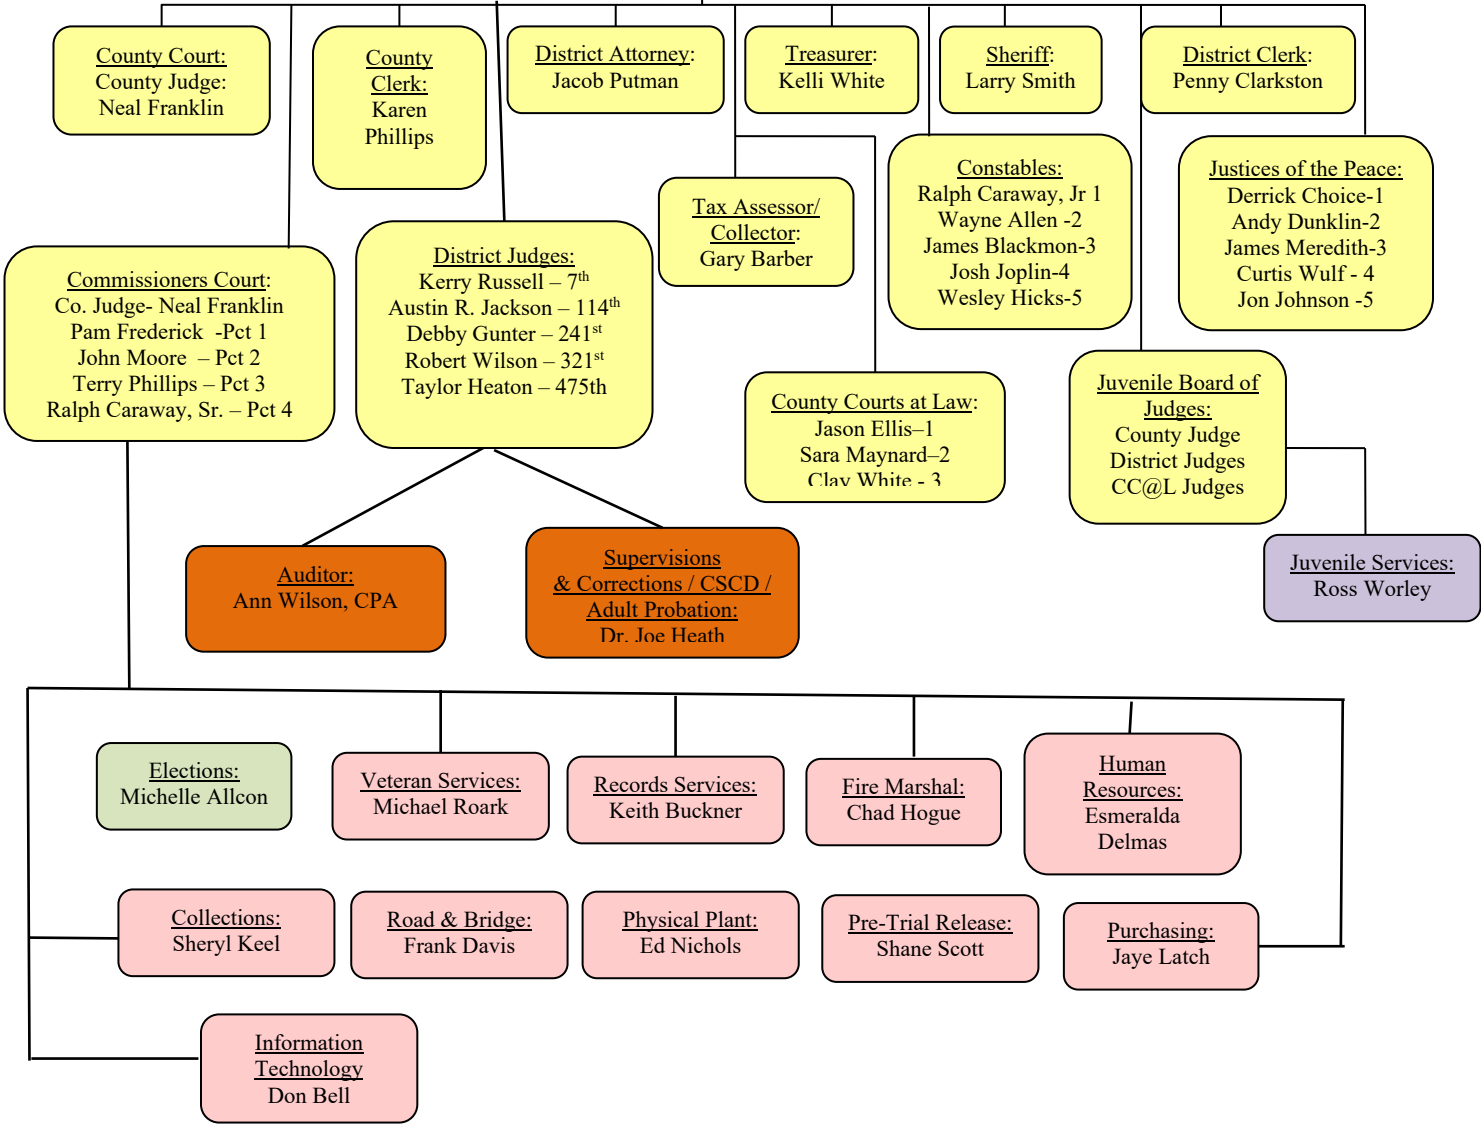 County Court:
County Judge:
Neal Franklin
County
Clerk:
Karen
Phillips
District Attorney:
Jacob Putman
Treasurer:
Kelli White
Sheriff:
Larry Smith
District Clerk:
Penny Clarkston
Commissioners Court:
Co. Judge- Neal Franklin
Pam Frederick  -Pct 1
John Moore  – Pct 2
Terry Phillips – Pct 3
Ralph Caraway, Sr. – Pct 4
District Judges:
Kerry Russell – 7th
Austin R. Jackson – 114th
Debby Gunter – 241st
Robert Wilson – 321st
Taylor Heaton – 475th
Tax Assessor/
Collector:
Gary Barber
Constables:
Ralph Caraway, Jr 1
Wayne Allen -2
James Blackmon-3
Josh Joplin-4
Wesley Hicks-5
Justices of the Peace:
Derrick Choice-1
Andy Dunklin-2
James Meredith-3
Curtis Wulf - 4
Jon Johnson -5
County Courts at Law:
Jason Ellis–1
Sara Maynard–2
Clay White - 3
Juvenile Board of
Judges:
County Judge
District Judges
CC@L Judges
Auditor:
Ann Wilson, CPA
Supervisions
& Corrections / CSCD /
Adult Probation:
Dr. Joe Heath
Juvenile Services:
Ross Worley
Elections:
Michelle Allcon
Veteran Services:
Michael Roark
Records Services:
Keith Buckner
Fire Marshal:
Chad Hogue
Human
Resources:
Esmeralda
Delmas
Collections:
Sheryl Keel
Road & Bridge:
Frank Davis
Physical Plant:
Ed Nichols
Pre-Trial Release:
Shane Scott
Purchasing:
Jaye Latch
Information
Technology
Don Bell